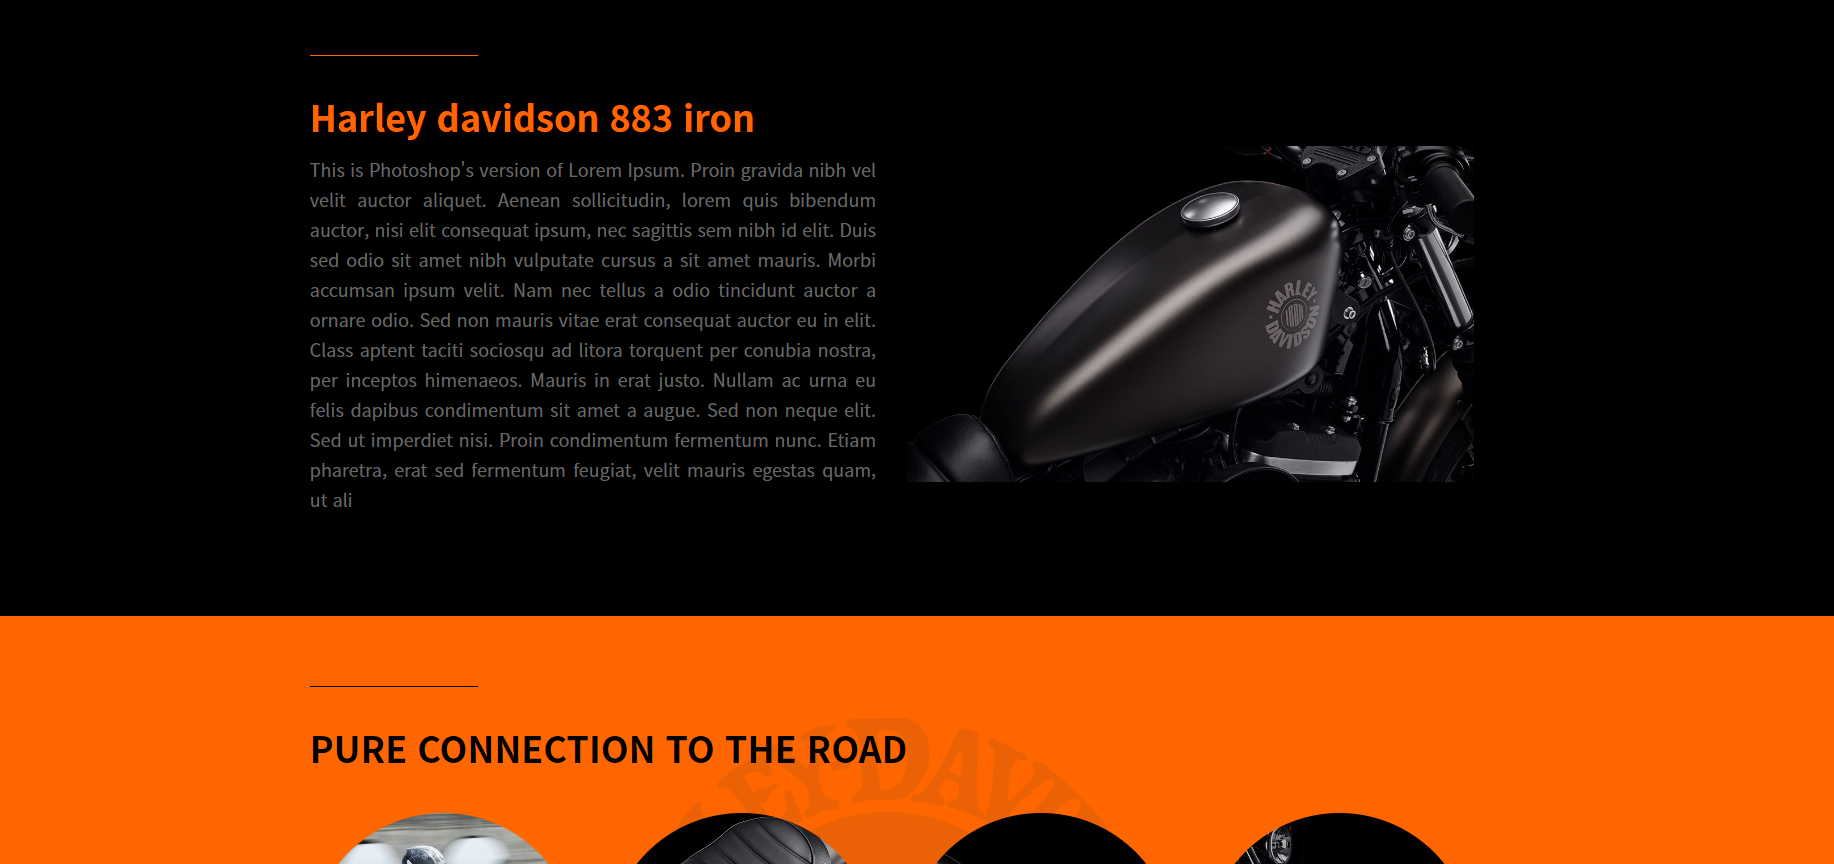 Harley davidson 883 iron
This is Photoshop's version of Lorem Ipsum. Proin gravida nibh vel
velit auctor aliquet. Aenean sollicitudin, lorem quis bibendum
auctor, nisi elit consequat ipsum, nec sagittis sem nibh id elit. Duis
sed odio sit amet nibh vulputate cursus a sit amet mauris. Morbi
accumsan ipsum velit. Nam nec tellus a odio tincidunt auctor a
ornare odio. Sed non mauris vitae erat consequat auctor eu in elit.
Class aptent taciti sociosqu ad litora torquent per conubia nostra,
per inceptos himenaeos. Mauris in erat justo. Nullam ac urna eu
felis dapibus condimentum sit amet a augue. Sed non neque elit.
Sed ut imperdiet nisi. Proin condimentum fermentum nunc. Etiam
pharetra, erat sed fermentum feugiat, velit mauris egestas quam,
ut ali
HARLEY
IRON
DAVIDSON
PURE CONNECTION TO THE ROAD
EY DAVI